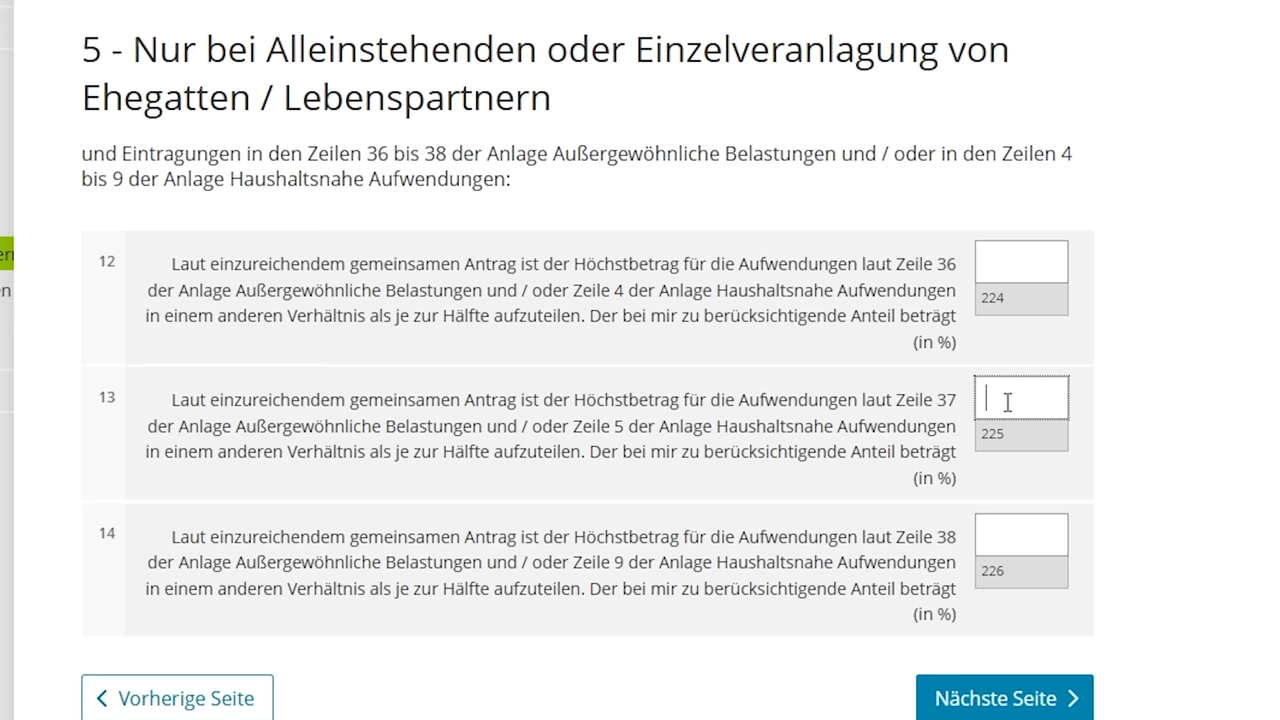 5 - Nur bei Alleinstehenden oder Einzelveranlagung von
Ehegatten / Lebenspartnern
und Eintragungen in den Zeilen 36 bis 38 der Anlage Außergewöhnliche Belastungen und / oder in den Zeilen 4
bis 9 der Anlage Haushaltsnahe Aufwendungen:
12
Laut einzureichendem gemeinsamen Antrag ist der Höchstbetrag für die Aufwendungen laut Zeile 36
der Anlage Außergewöhnliche Belastungen und / oder Zeile 4 der Anlage Haushaltsnahe Aufwendungen
in einem anderen Verhältnis als je zur Hälfte aufzuteilen. Der bei mir zu berücksichtigende Anteil beträgt
(in %)
224
13
Laut einzureichendem gemeinsamen Antrag ist der Höchstbetrag für die Aufwendungen laut Zeile 37
der Anlage Außergewöhnliche Belastungen und / oder Zeile 5 der Anlage Haushaltsnahe Aufwendungen
in einem anderen Verhältnis als je zur Hälfte aufzuteilen. Der bei mir zu berücksichtigende Anteil beträgt
(in %)
225
14
Laut einzureichendem gemeinsamen Antrag ist der Höchstbetrag für die Aufwendungen laut Zeile 38
der Anlage Außergewöhnliche Belastungen und / oder Zeile 9 der Anlage Haushaltsnahe Aufwendungen
in einem anderen Verhältnis als je zur Hälfte aufzuteilen. Der bei mir zu berücksichtigende Anteil beträgt
(in %)
226
Vorherige Seite
Nächste Seite